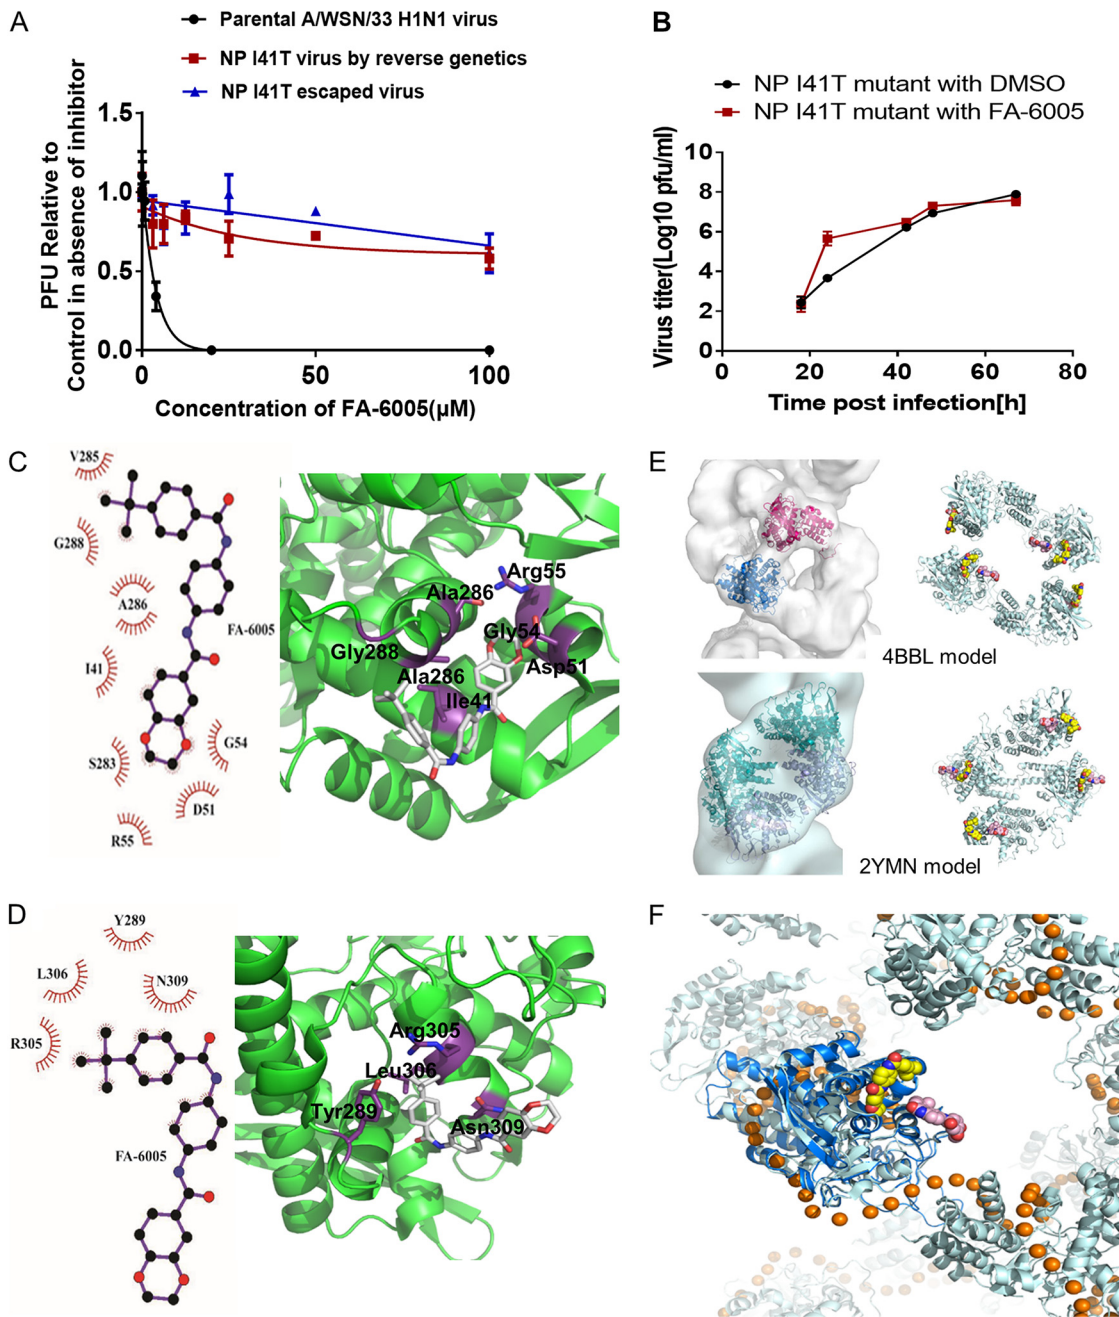 A
Parental A/WSN/33 H1N1 virus
NP I41T virus by reverse genetics
NP I41T escaped virus
PFU Relative to
Control in absence of inhibitor
1.5
1.0
0.5
0.0
0
50
100
Concentration of FA-6005(µM)
B
NP I41T mutant with DMSO
NP I41T mutant with FA-6005
Virus titer(Log10 pfu/ml)
10
8
6
4
2
0
0
20
40
60
80
Time post infection[h]
C
V285
G288
A286
FA-6005
I41
G54
S283
D51
R55
Arg55
Ala286
Gly54
Gly288
Asp51
Ala286
Ile41
E
4BBL model
2YMN model
D
Y289
L306
N309
R305
FA-6005
Arg305
Leu306
Tyr289
Asn309
F